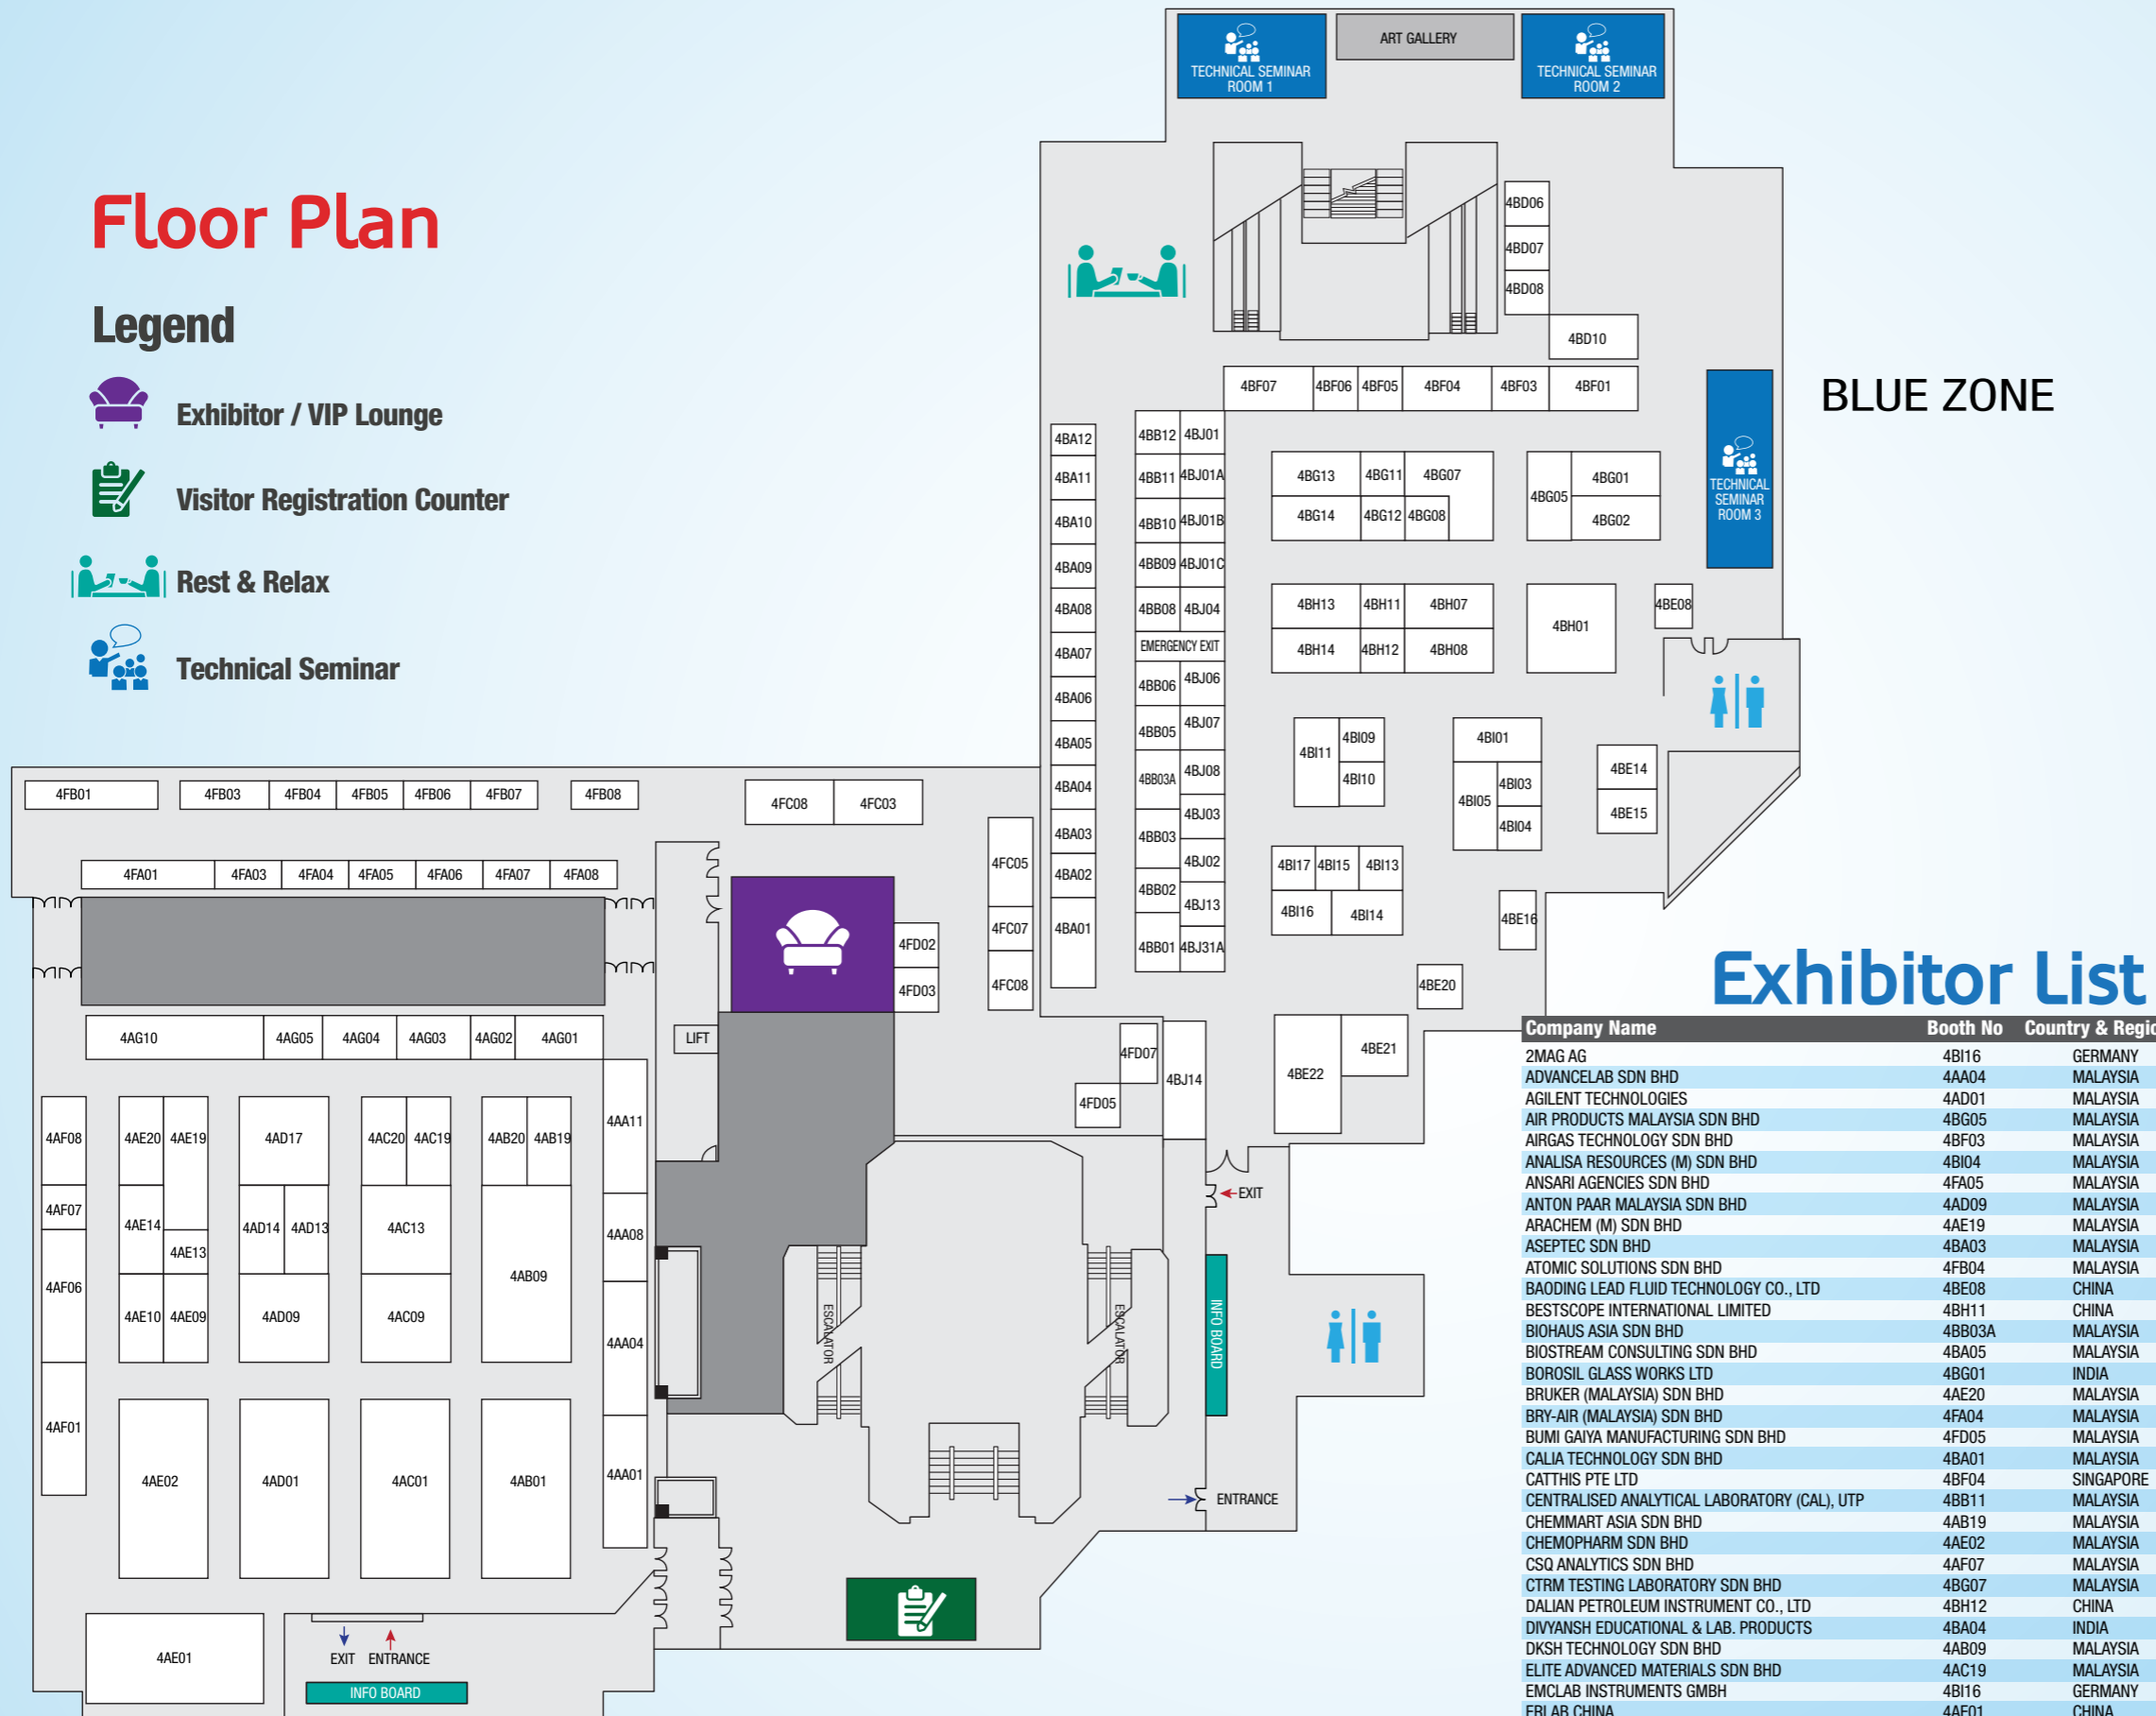 Floor Plan
Legend
Exhibitor / VIP Lounge
Visitor Registration Counter
Rest & Relax
Technical Seminar
TECHNICAL SEMINAR
ROOM 1
ART GALLERY
TECHNICAL SEMINAR
ROOM 2
4BD06
4BD07
4BD08
4BD10
4BF07 4BF06 4BF05 4BF04 4BF03 4BF01
BLUE ZONE
TECHNICAL
SEMINAR
ROOM 3
4BA12
4BA11
4BA10
4BA09
4BA08
4BA07
4BA06
4BA05
4BA04
4BA03
4BA02
4BA01
4BB12 4BJ01
4BB11 4BJ01A
4BB10 4BJ01B
4BB09 4BJ01C
4BB08 4BJ04
EMERGENCY EXIT
4BB06 4BJ06
4BB05 4BJ07
4BB03A 4BJ08
4BB03 4BJ03
4BJ02
4BB02 4BJ13
4BB01 4BJ31A
4BG13 4BG11 4BG07
4BG14 4BG12 4BG08
4BG05 4BG01
4BG02
4BH13 4BH11 4BH07
4BH14 4BH12 4BH08
4BH01
4BE08
4BI11 4BI09
4BI10
4BI01
4BI05 4BI03
4BI04
4BE14
4BE15
4BI17 4BI15 4BI13
4BI16 4BI14
4BE16
4BE20
4BE22 4BE21
4FB01 4FB03 4FB04 4FB05 4FB06 4FB07 4FB08
4FC08 4FC03
4FA01 4FA03 4FA04 4FA05 4FA06 4FA07 4FA08
4FC05
4FC07
4FC08
4FD02
4FD03
4FD07
4FD05
4BJ14
LIFT
4AG10 4AG05 4AG04 4AG03 4AG02 4AG01
4AF08
4AF07
4AF06
4AF01
4AE20 4AE19
4AE14
4AE13
4AE10 4AE09
4AE02
4AE01
4AD17
4AD14 4AD13
4AD09
4AD01
4AC20 4AC19
4AC13
4AC09
4AC01
4AB20 4AB19
4AB09
4AB01
4AA11
4AA08
4AA04
4AA01
ESCALATOR
ESCALATOR
EXIT
INFO BOARD
ENTRANCE
EXIT ENTRANCE
INFO BOARD
Exhibitor List
Company Name Booth No Country & Regio
2MAG AG 4BI16 GERMANY
ADVANCELAB SDN BHD 4AA04 MALAYSIA
AGILENT TECHNOLOGIES 4AD01 MALAYSIA
AIR PRODUCTS MALAYSIA SDN BHD 4BG05 MALAYSIA
AIRGAS TECHNOLOGY SDN BHD 4BF03 MALAYSIA
ANALISA RESOURCES (M) SDN BHD 4BI04 MALAYSIA
ANSARI AGENCIES SDN BHD 4FA05 MALAYSIA
ANTON PAAR MALAYSIA SDN BHD 4AD09 MALAYSIA
ARACHEM (M) SDN BHD 4AE19 MALAYSIA
ASEPTEC SDN BHD 4BA03 MALAYSIA
ATOMIC SOLUTIONS SDN BHD 4FB04 MALAYSIA
BAODING LEAD FLUID TECHNOLOGY CO., LTD 4BE08 CHINA
BESTSCOPE INTERNATIONAL LIMITED 4BH11 CHINA
BIOHAUS ASIA SDN BHD 4BB03A MALAYSIA
BIOSTREAM CONSULTING SDN BHD 4BA05 MALAYSIA
BOROSIL GLASS WORKS LTD 4BG01 INDIA
BRUKER (MALAYSIA) SDN BHD 4AE20 MALAYSIA
BRY-AIR (MALAYSIA) SDN BHD 4FA04 MALAYSIA
BUMI GAIYA MANUFACTURING SDN BHD 4FD05 MALAYSIA
CALIA TECHNOLOGY SDN BHD 4BA01 MALAYSIA
CATTHIS PTE LTD 4BF04 SINGAPORE
CENTRALISED ANALYTICAL LABORATORY (CAL), UTP 4BB11 MALAYSIA
CHEMMART ASIA SDN BHD 4AB19 MALAYSIA
CHEMOPHARM SDN BHD 4AE02 MALAYSIA
CSQ ANALYTICS SDN BHD 4AF07 MALAYSIA
CTRM TESTING LABORATORY SDN BHD 4BG07 MALAYSIA
DALIAN PETROLEUM INSTRUMENT CO., LTD 4BH12 CHINA
DIVYANSH EDUCATIONAL & LAB. PRODUCTS 4BA04 INDIA
DKSH TECHNOLOGY SDN BHD 4AB09 MALAYSIA
ELITE ADVANCED MATERIALS SDN BHD 4AC19 MALAYSIA
EMCLAB INSTRUMENTS GMBH 4BI16 GERMANY
ERLAB CHINA 4AF01 CHINA